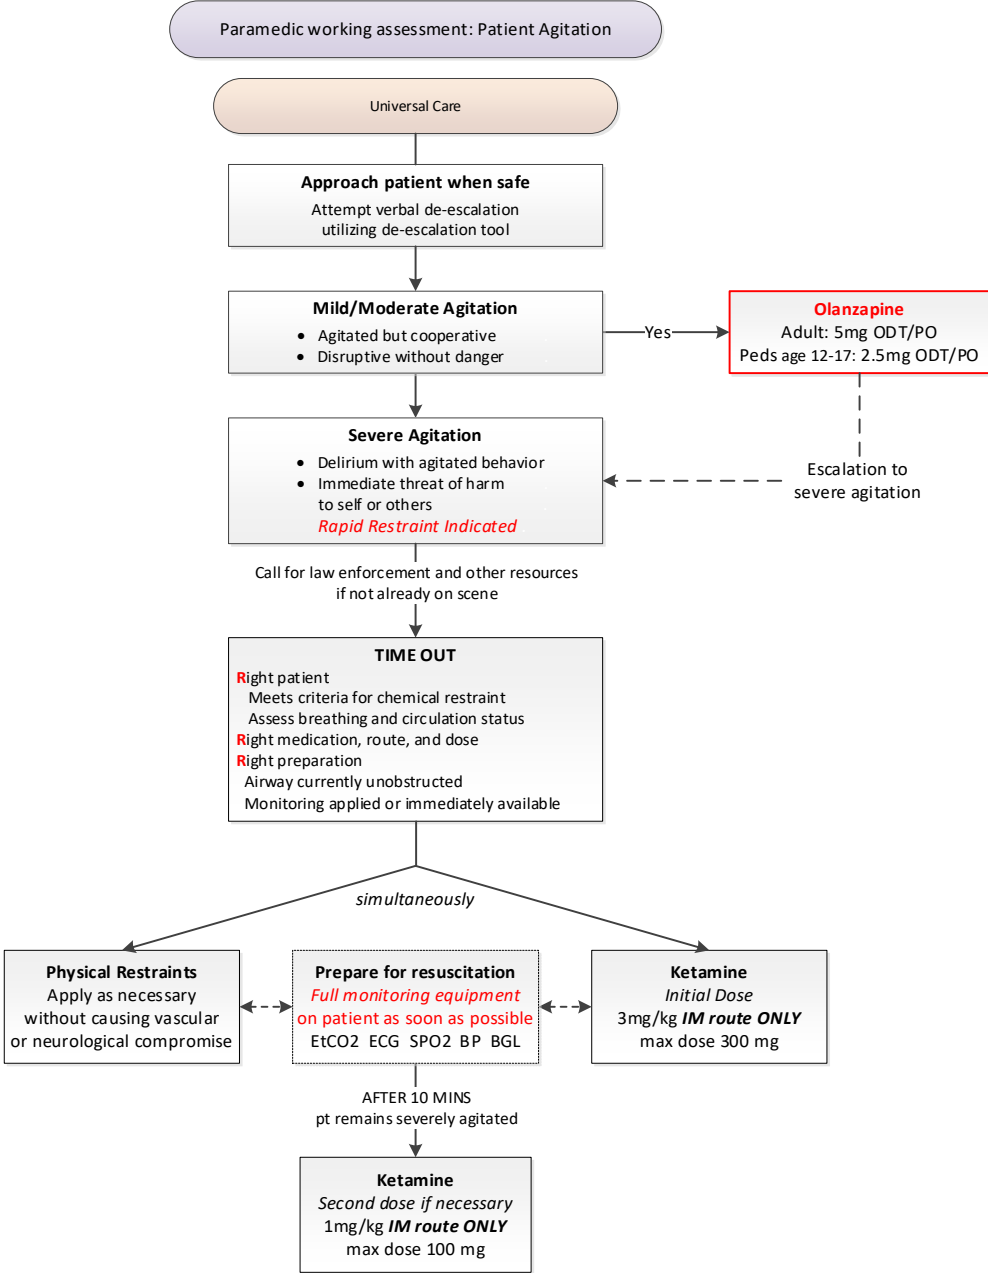 Paramedic working assessment: Patient Agitation
Universal Care
Approach patient when safe
Attempt verbal de-escalation
utilizing de-escalation tool
Mild/Moderate Agitation
• Agitated but cooperative
• Disruptive without danger
Yes
Olanzapine
Adult: 5mg ODT/PO
Peds age 12-17: 2.5mg ODT/PO
Severe Agitation
• Delirium with agitated behavior
• Immediate threat of harm
to self or others
Rapid Restraint Indicated
Escalation to
severe agitation
Call for law enforcement and other resources
if not already on scene
TIME OUT
Right patient
Meets criteria for chemical restraint
Assess breathing and circulation status
Right medication, route, and dose
Right preparation
Airway currently unobstructed
Monitoring applied or immediately available
simultaneously
Physical Restraints
Apply as necessary
without causing vascular
or neurological compromise
Prepare for resuscitation
Full monitoring equipment
on patient as soon as possible
EtCO2 ECG SPO2 BP BGL
Ketamine
Initial Dose
3mg/kg IM route ONLY
max dose 300 mg
AFTER 10 MINS
pt remains severely agitated
Ketamine
Second dose if necessary
1mg/kg IM route ONLY
max dose 100 mg